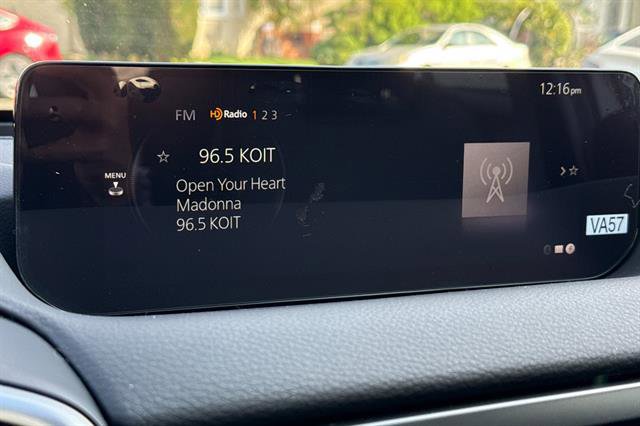 12:16pm
FM HD Radio 1 2 3
96.5 KOIT
MENU
Open Your Heart
Madonna
96.5 KOIT
VA57